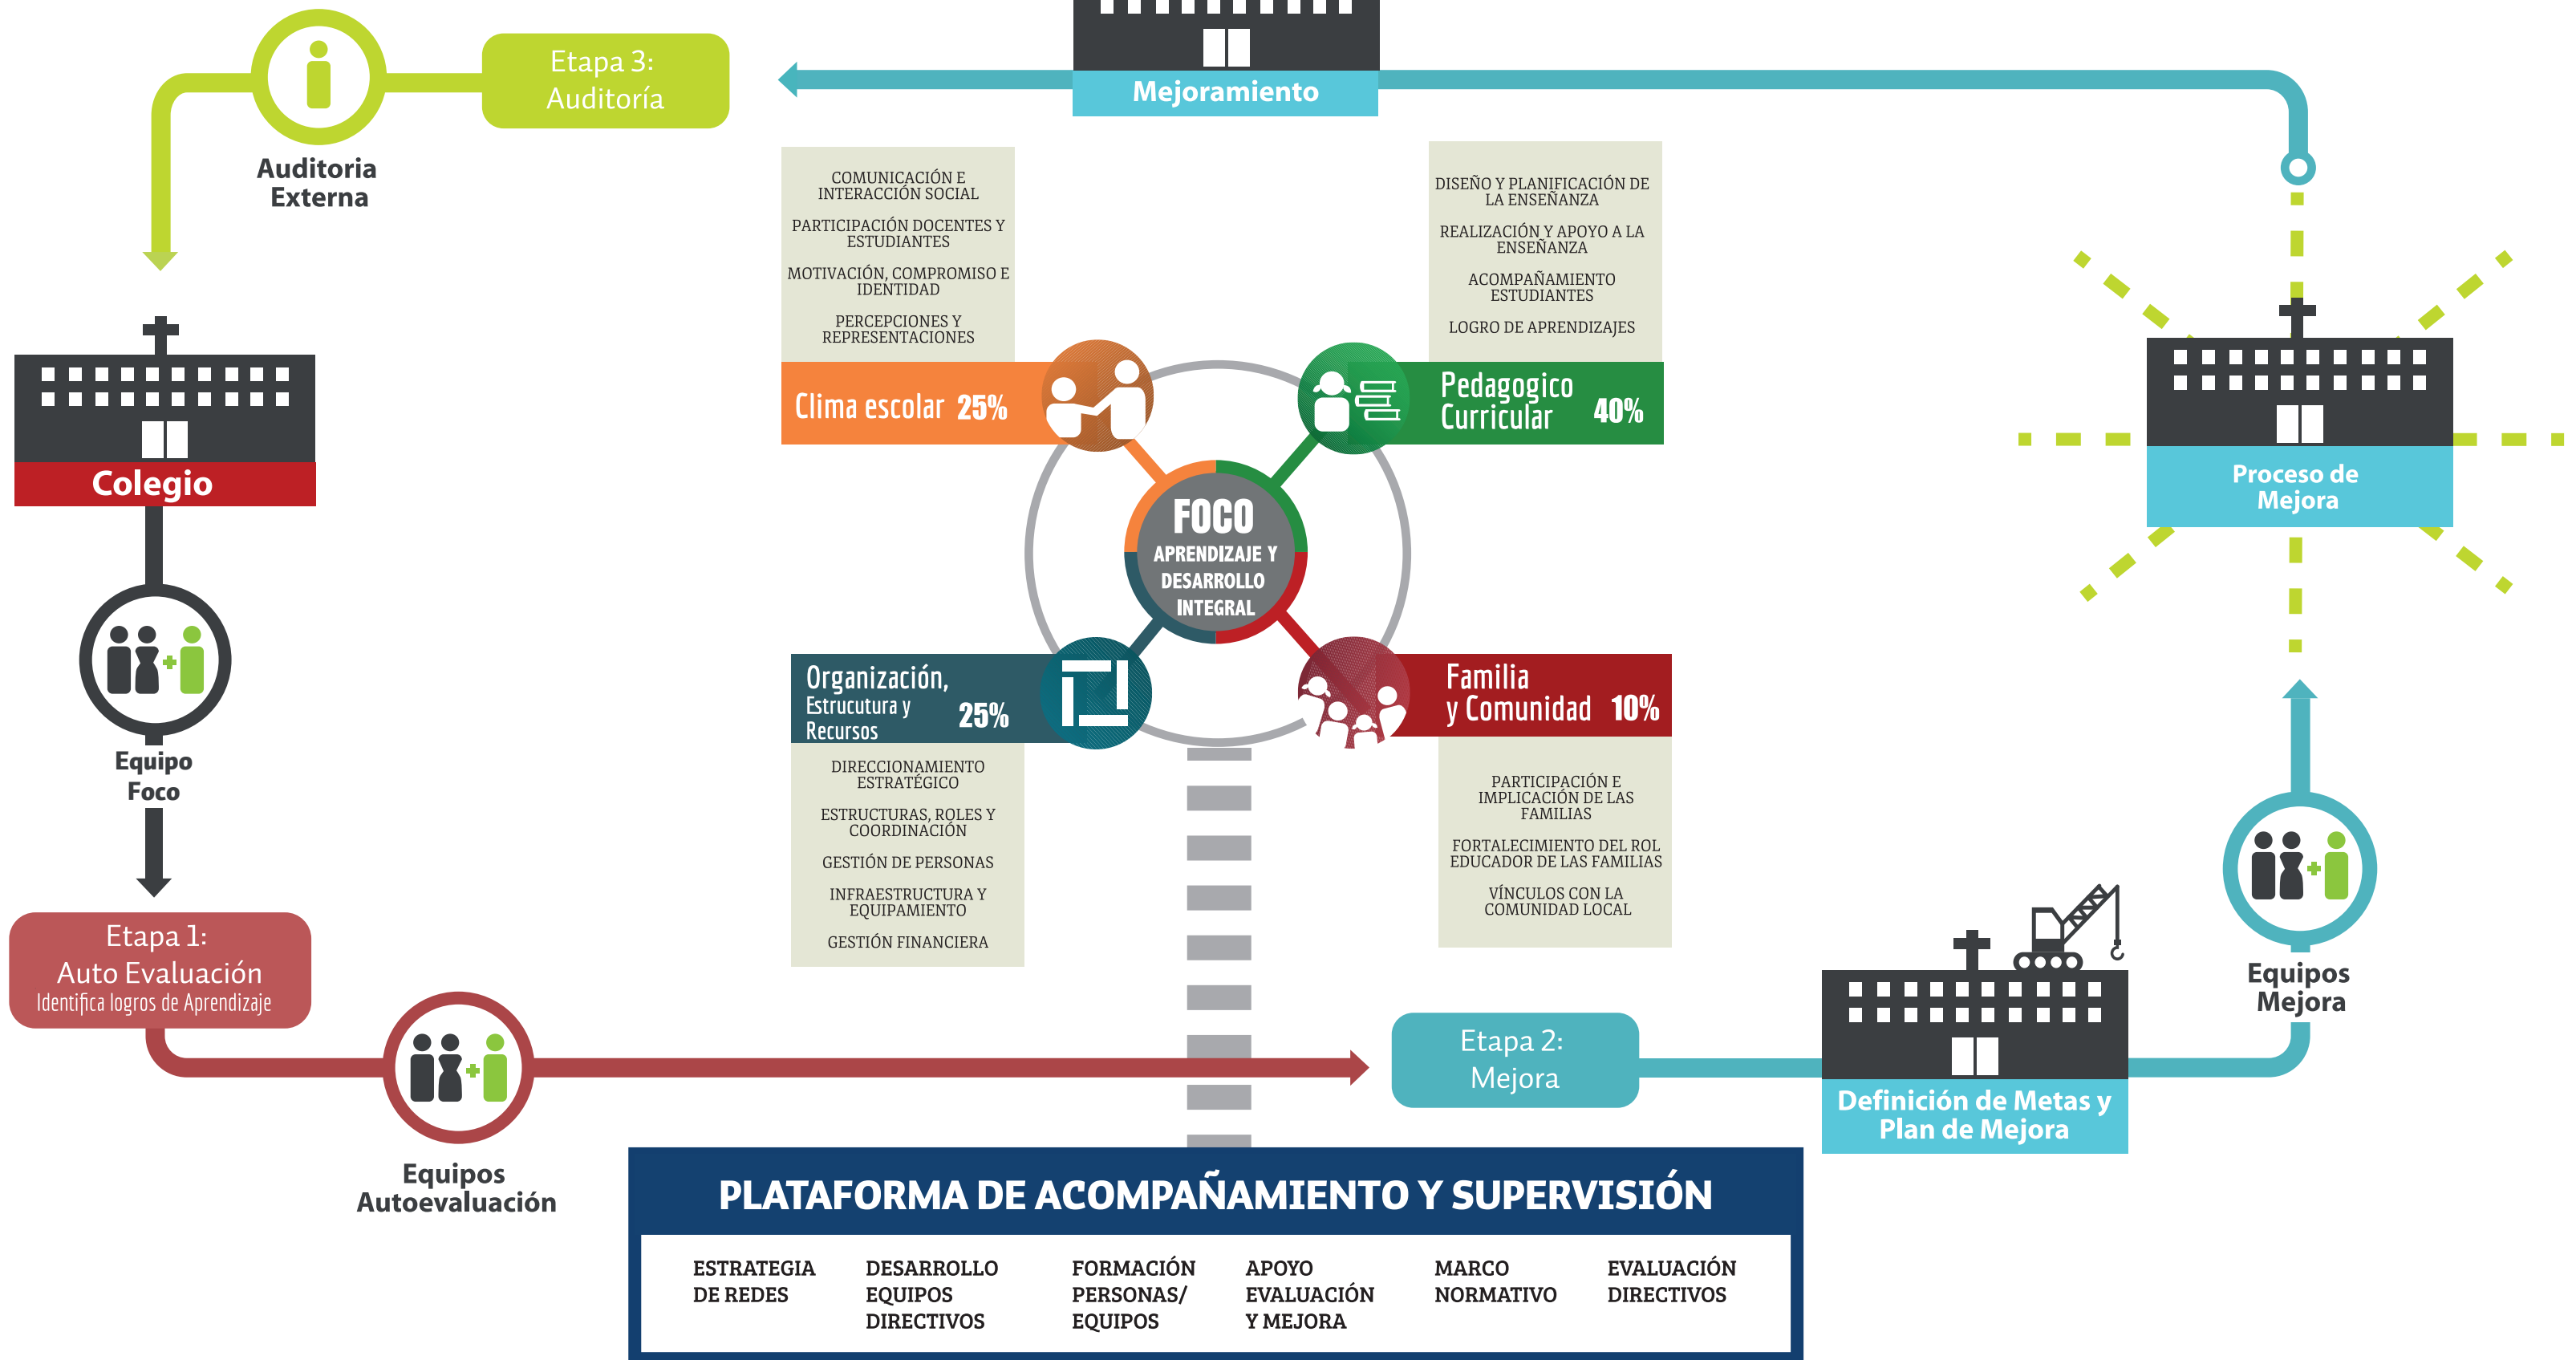 Etapa 3:
Auditoría
Auditoria
Externa
Mejoramiento
COMUNICACIÓN E
INTERACCIÓN SOCIAL
PARTICIPACIÓN DOCENTES Y
ESTUDIANTES
MOTIVACIÓN, COMPROMISO E
IDENTIDAD
PERCEPCIONES Y
REPRESENTACIONES
Clima escolar 25%
DISEÑO Y PLANIFICACIÓN DE
LA ENSEÑANZA
REALIZACIÓN Y APOYO A LA
ENSEÑANZA
ACOMPAÑAMIENTO
ESTUDIANTES
LOGRO DE APRENDIZAJES
Pedagogico
Curricular 40%
Colegio
Proceso de
Mejora
FOCO
APRENDIZAJE Y
DESARROLLO
INTEGRAL
Equipo
Foco
Organización,
Estrucutura y
Recursos 25%
DIRECCIONAMIENTO
ESTRATÉGICO
ESTRUCTURAS, ROLES Y
COORDINACIÓN
GESTIÓN DE PERSONAS
INFRAESTRUCTURA Y
EQUIPAMIENTO
GESTIÓN FINANCIERA
Familia
y Comunidad 10%
PARTICIPACIÓN E
IMPLICACIÓN DE LAS
FAMILIAS
FORTALECIMIENTO DEL ROL
EDUCADOR DE LAS FAMILIAS
VÍNCULOS CON LA
COMUNIDAD LOCAL
Etapa 1:
Auto Evaluación
Identifica logros de Aprendizaje
Equipos
Autoevaluación
Etapa 2:
Mejora
Definición de Metas y
Plan de Mejora
Equipos
Mejora
PLATAFORMA DE ACOMPAÑAMIENTO Y SUPERVISIÓN
ESTRATEGIA
DE REDES
DESARROLLO
EQUIPOS
DIRECTIVOS
FORMACIÓN
PERSONAS/
EQUIPOS
APOYO
EVALUACIÓN
Y MEJORA
MARCO
NORMATIVO
EVALUACIÓN
DIRECTIVOS